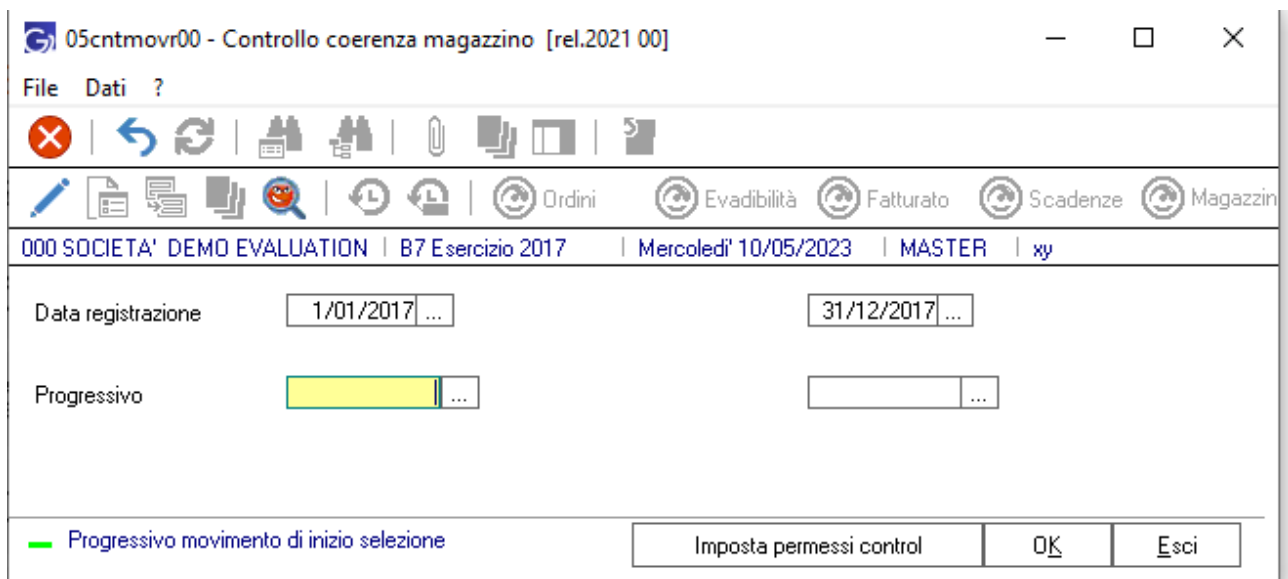 05cntmovr00 - Controllo coerenza magazzino [rel.2021 00]
File Dati ?
Ordini Evadibilità Fatturato Scadenze Magazzin
000 SOCIETA' DEMO EVALUATION B7 Esercizio 2017 Mercoledi' 10/05/2023 MASTER xy
Data registrazione 1/01/2017 ... 31/12/2017 ...
Progressivo ... ...
Progressivo movimento di inizio selezione Imposta permessi control OK Esci